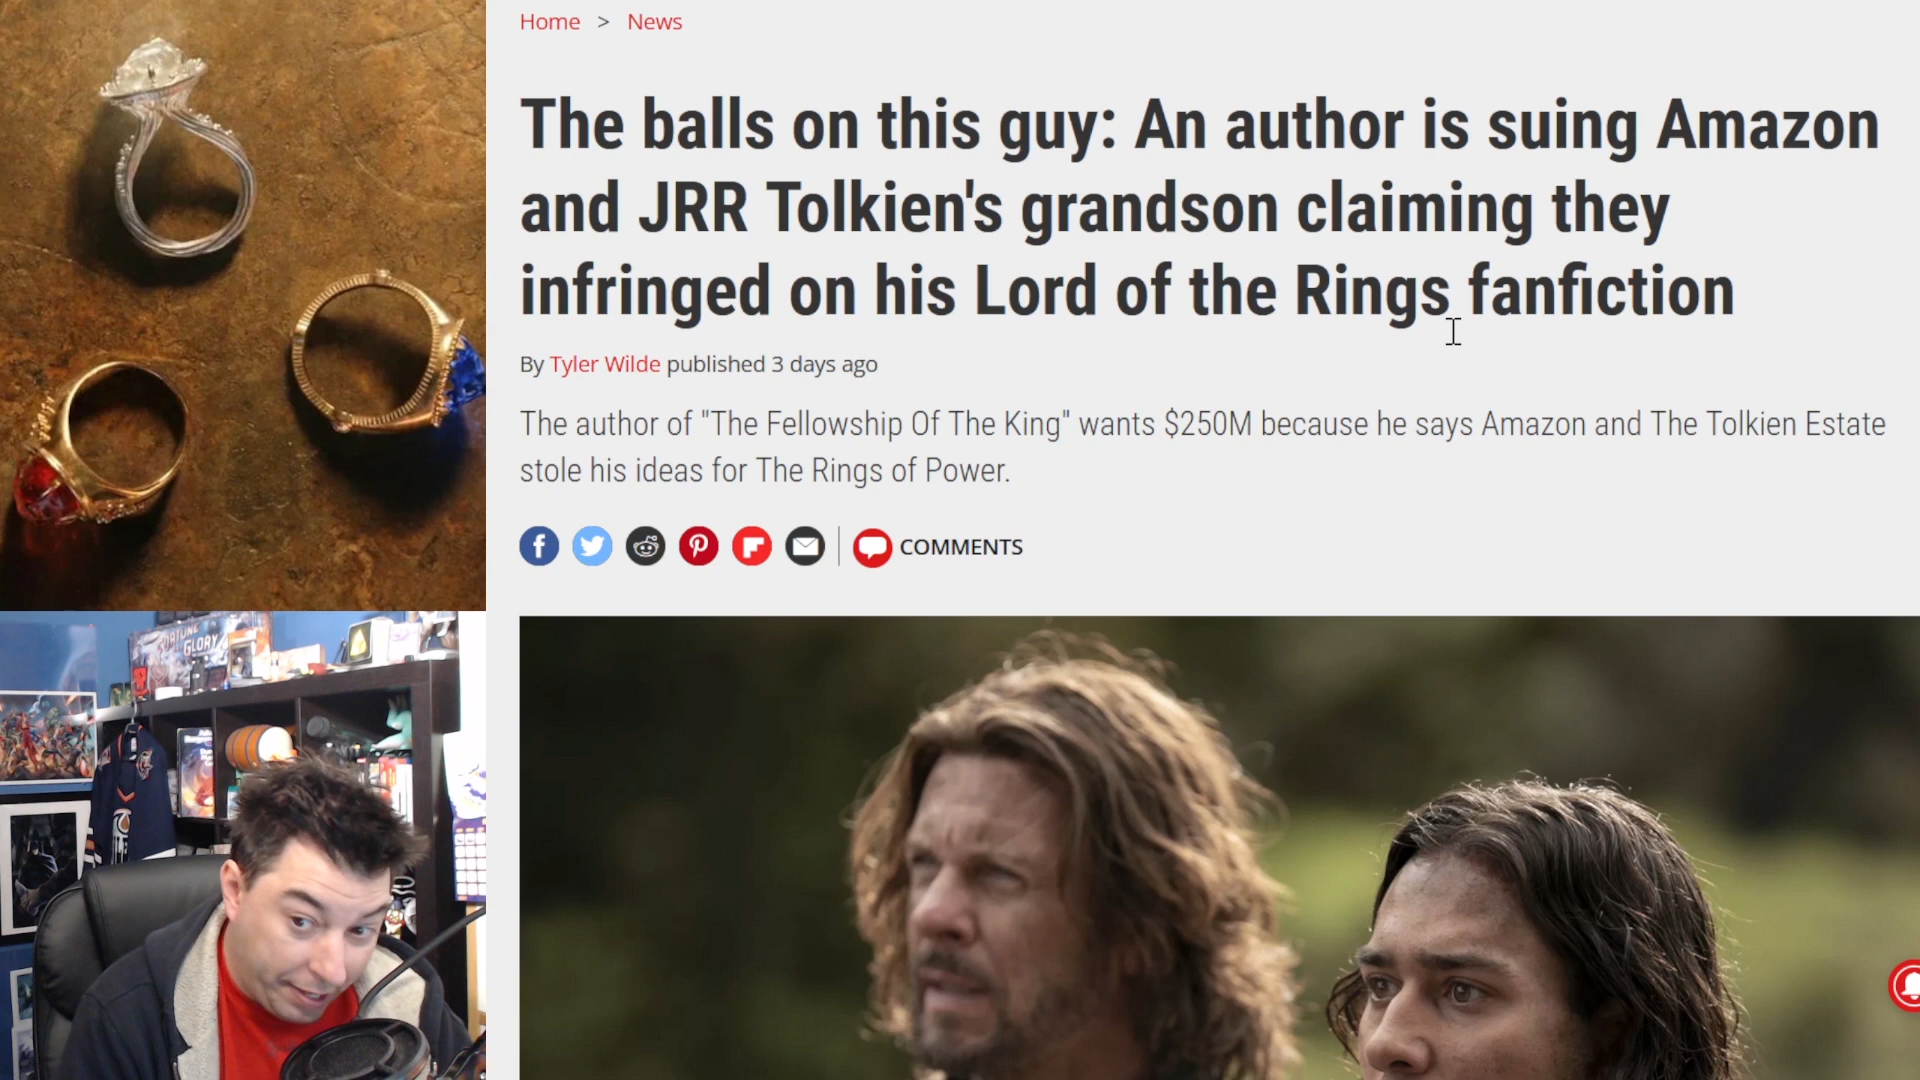 Home > News
The balls on this guy: An author is suing Amazon
and JRR Tolkien's grandson claiming they
infringed on his Lord of the Rings fanfiction
By Tyler Wilde published 3 days ago
The author of "The Fellowship Of The King" wants $250M because he says Amazon and The Tolkien Estate
stole his ideas for The Rings of Power.
COMMENTS
FORTUNE
GLORY